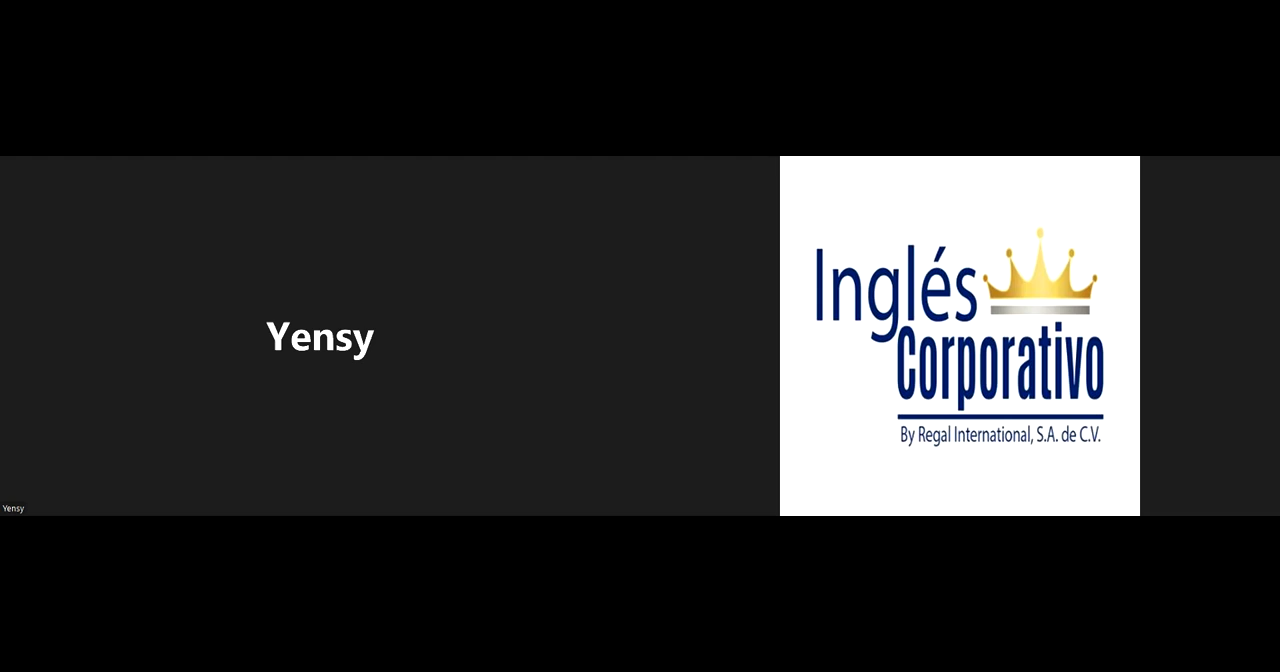 Yensy
Inglés
Corporativo
By Regal International, S.A. de C.V.
Yensy